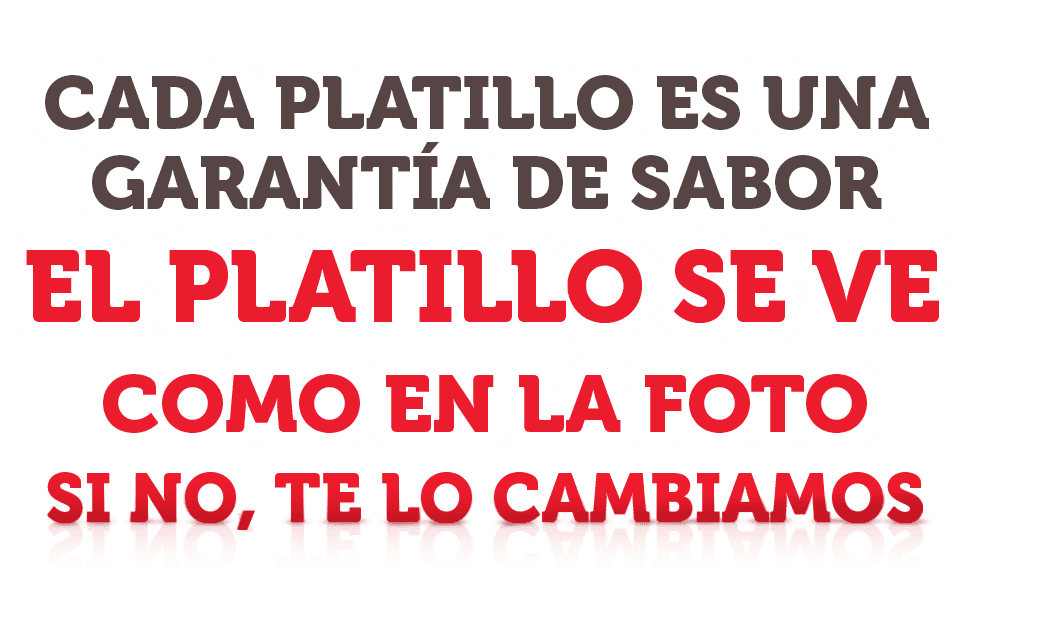 CADA PLATILLO ES UNA
GARANTÍA DE SABOR
EL PLATILLO SE VE
COMO EN LA FOTO
SI NO, TE LO CAMBIAMOS